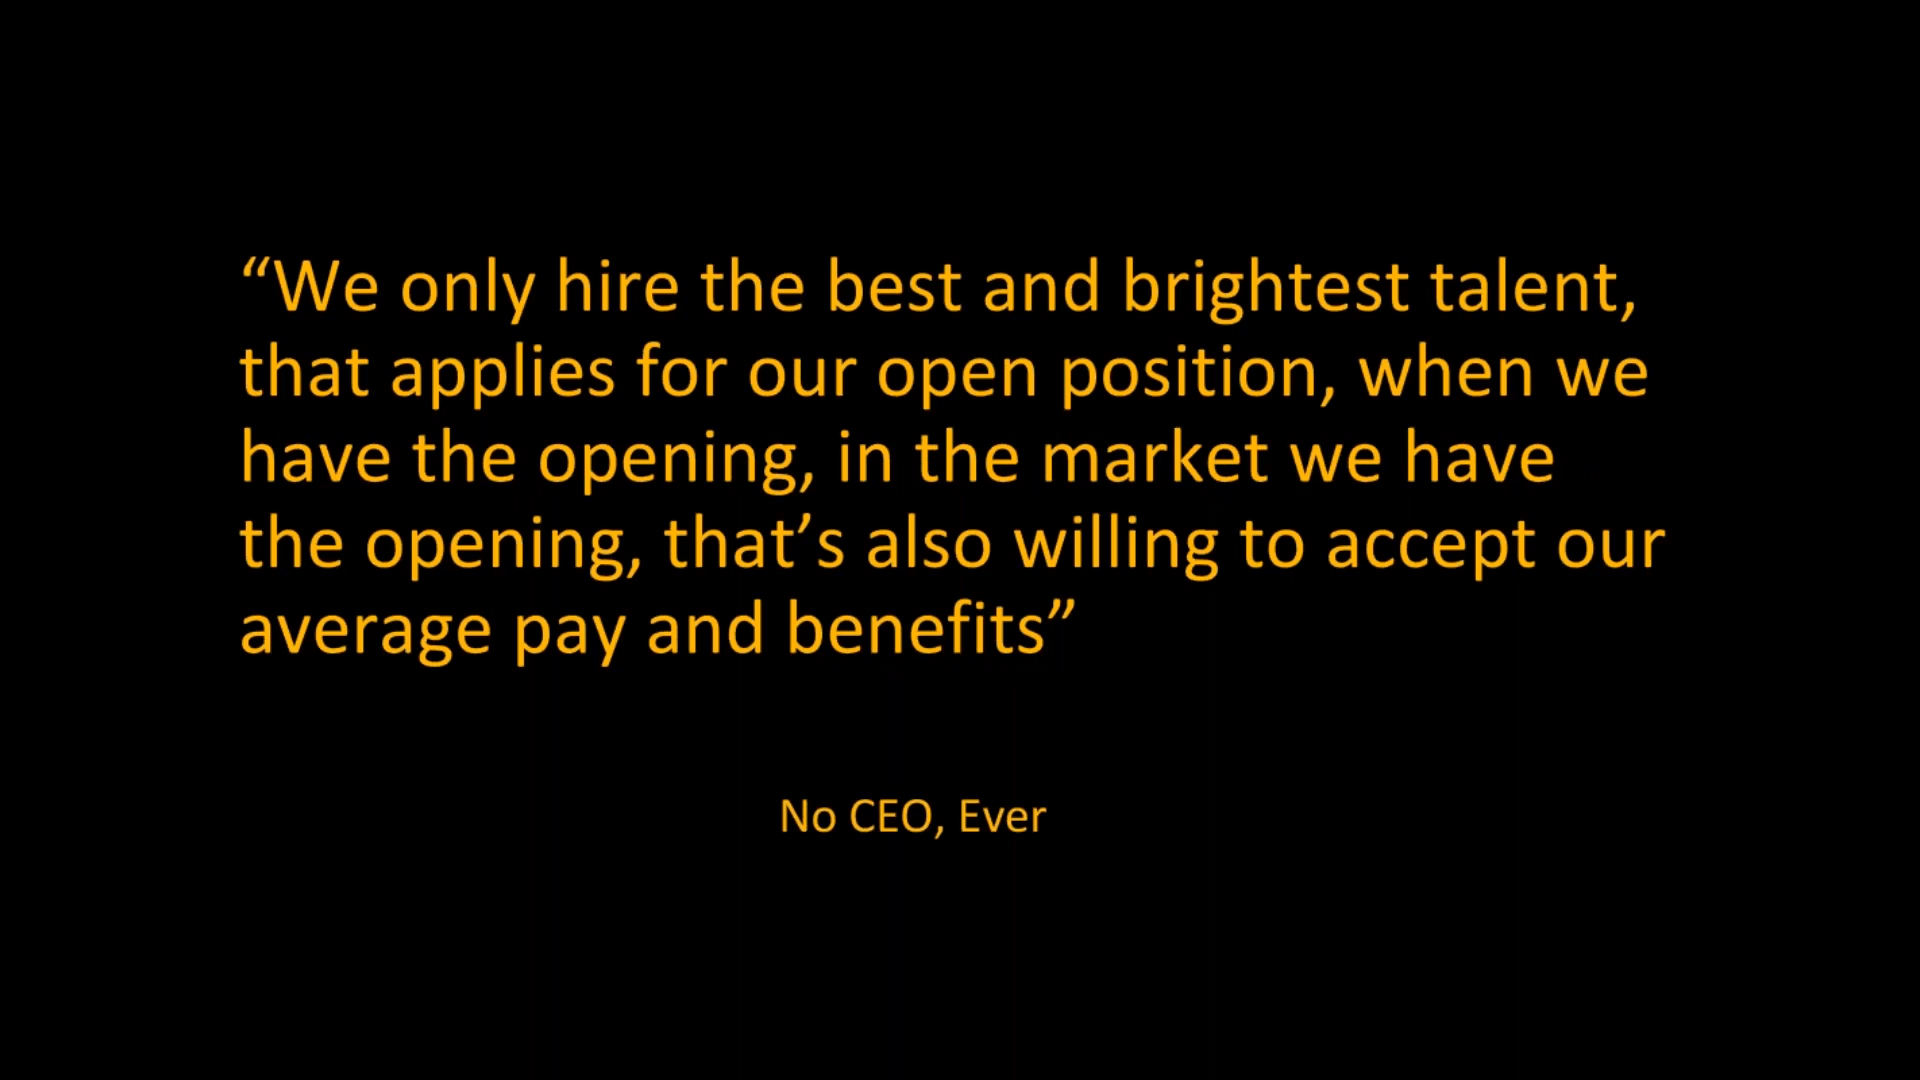 “We only hire the best and brightest talent,
that applies for our open position, when we
have the opening, in the market we have
the opening, that’s also willing to accept our
average pay and benefits”
No CEO, Ever